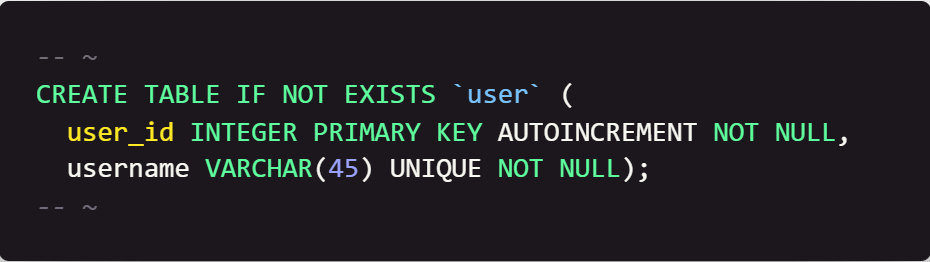 -- ~
CREATE TABLE IF NOT EXISTS `user` (
  user_id INTEGER PRIMARY KEY AUTOINCREMENT NOT NULL,
  username VARCHAR(45) UNIQUE NOT NULL);
-- ~